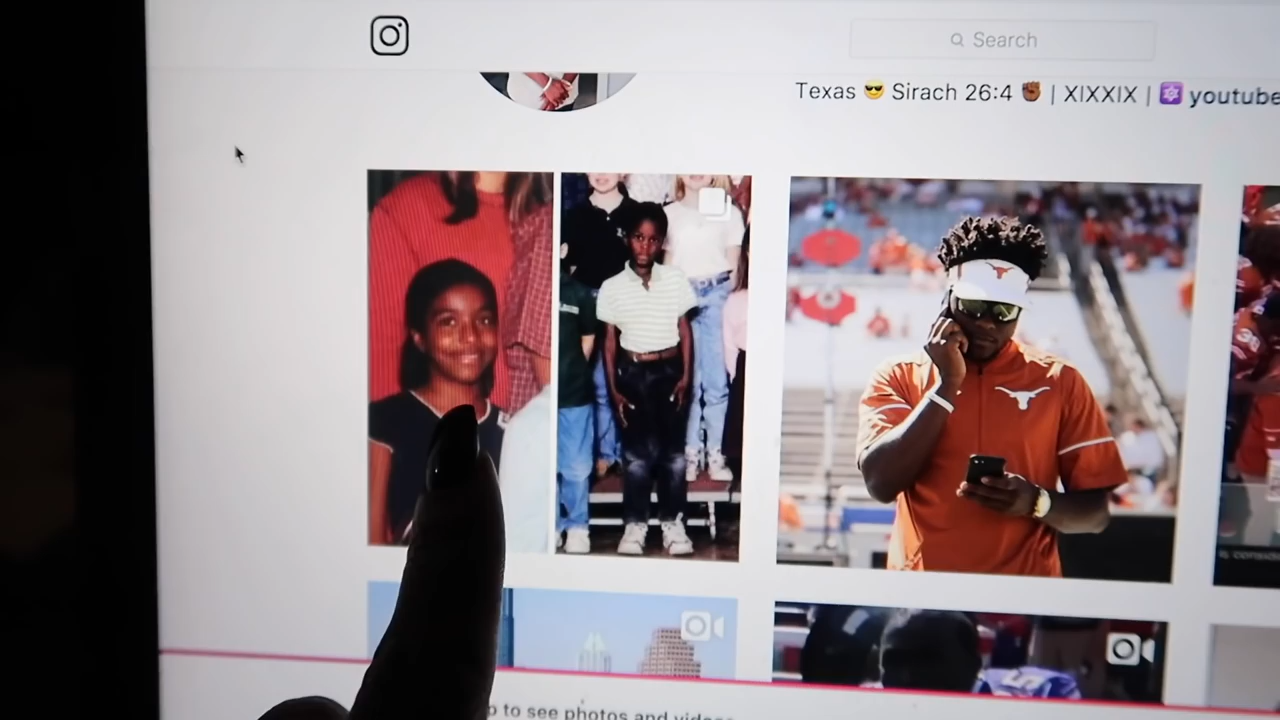 Search
Texas 😎 Sirach 26:4 ✊🏾 | XIXXIX | 🔯 youtube
to see photos and videos